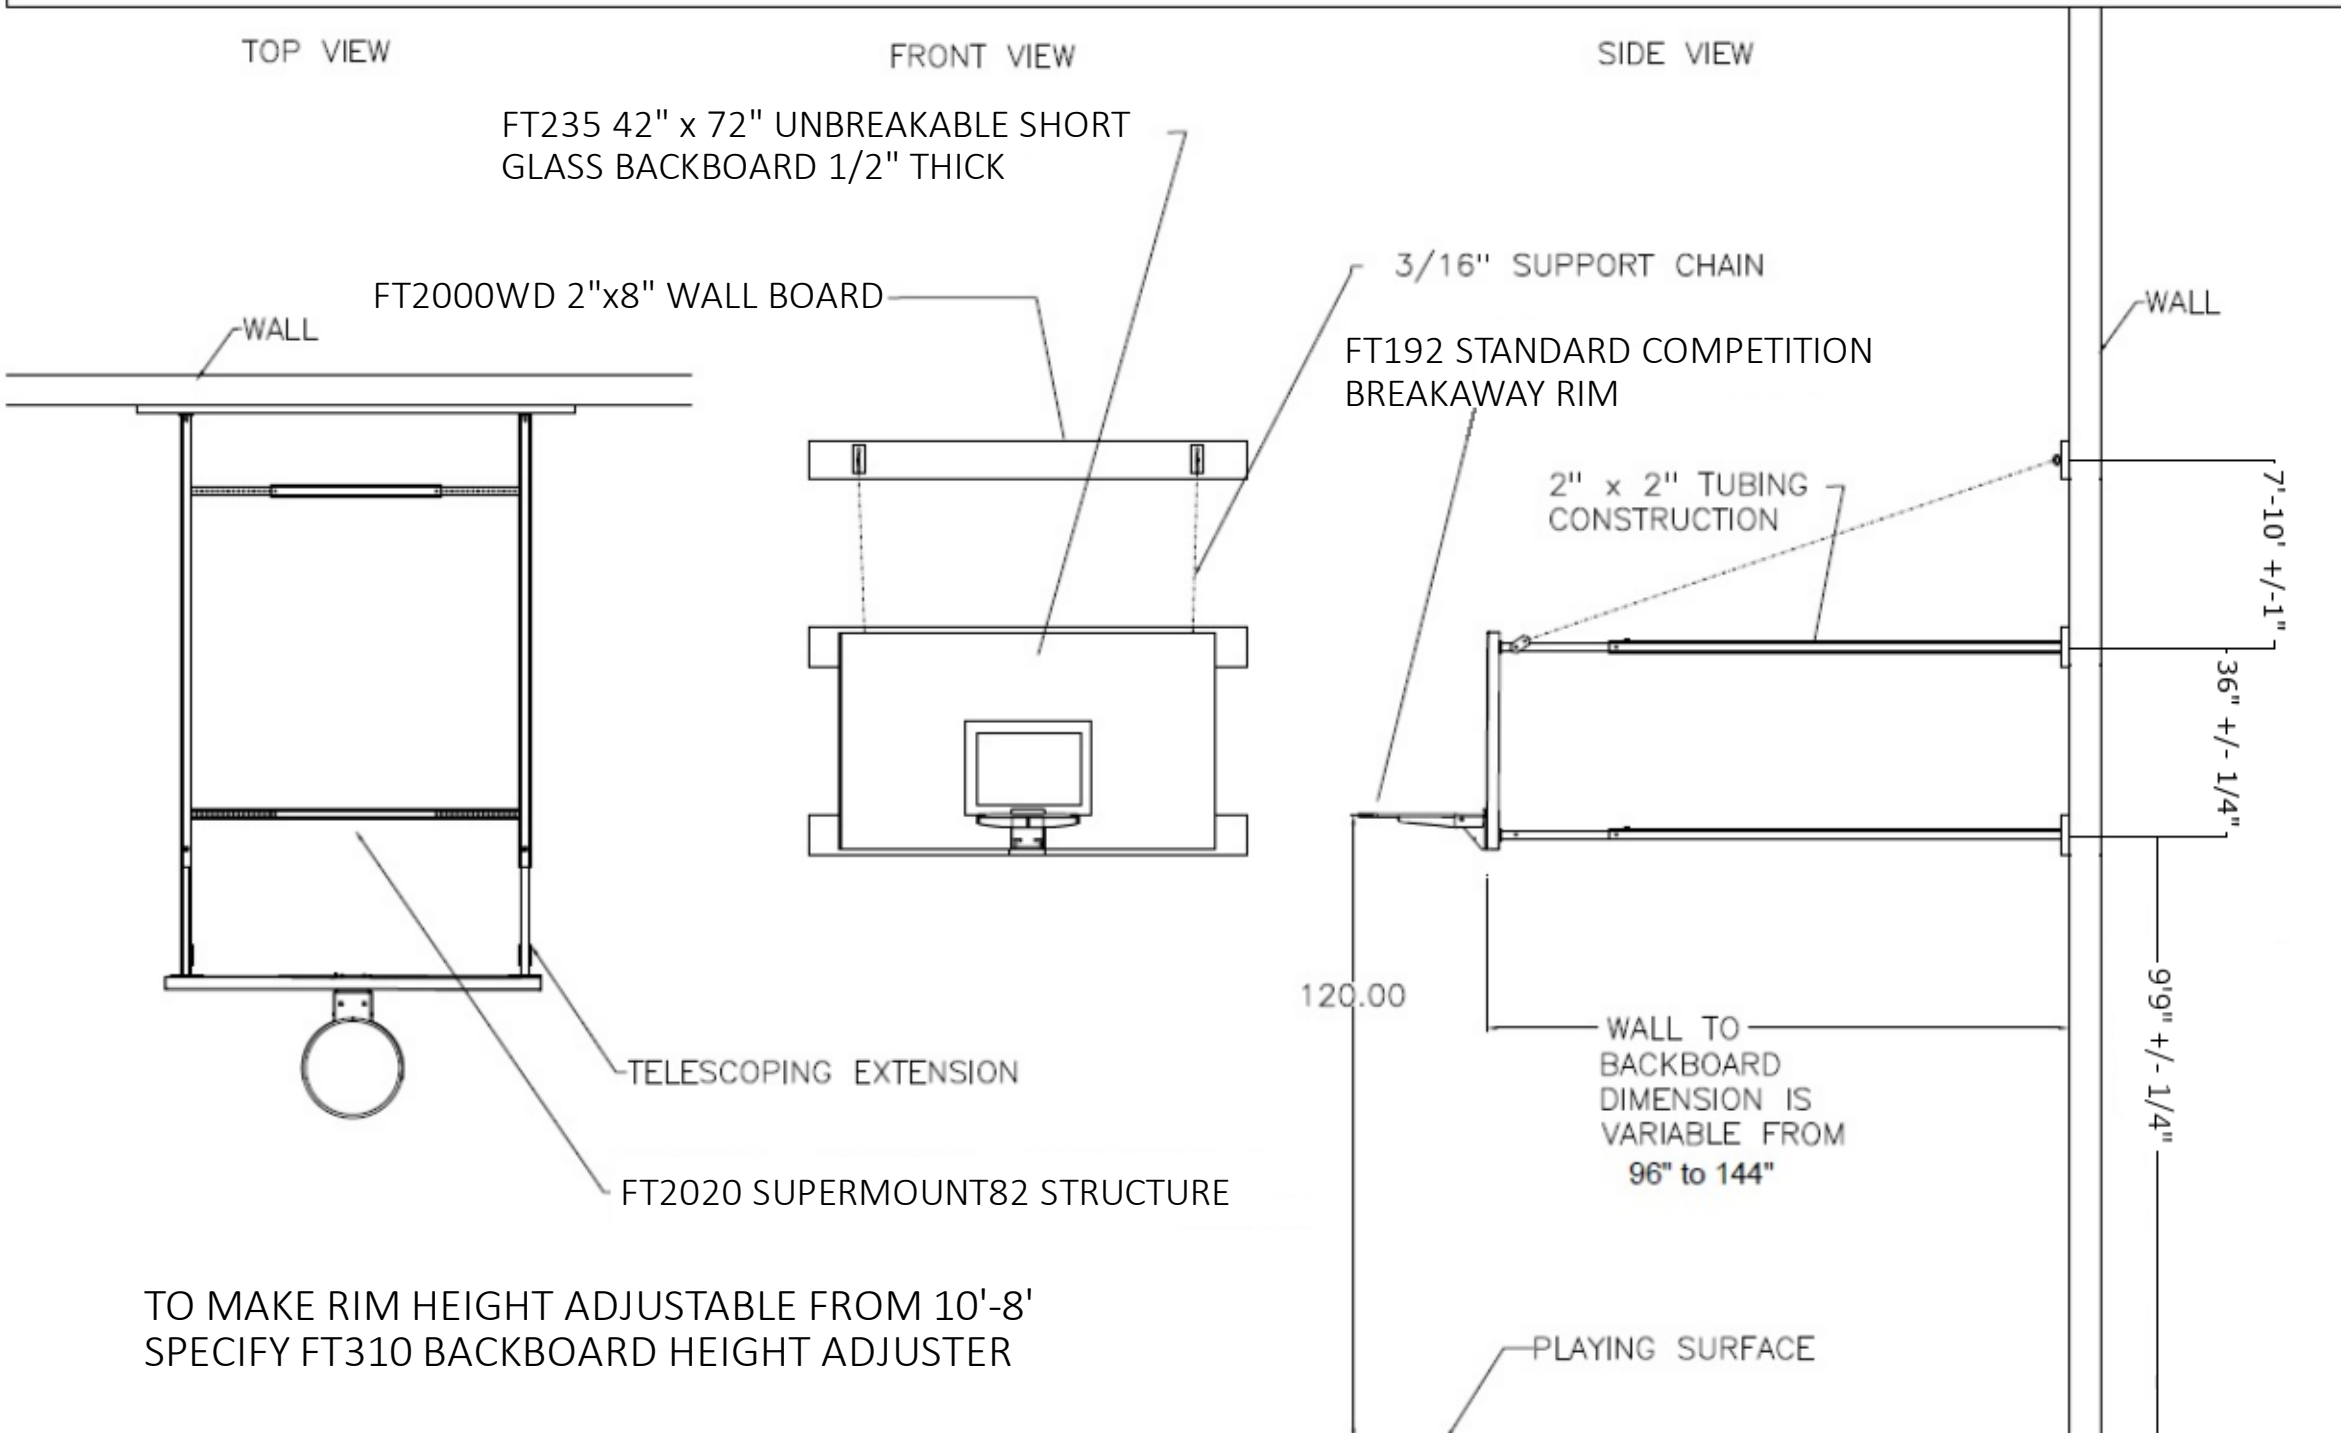 TOP VIEW
FRONT VIEW
SIDE VIEW
FT235 42" x 72" UNBREAKABLE SHORT
GLASS BACKBOARD 1/2" THICK
3/16" SUPPORT CHAIN
FT2000WD 2"x8" WALL BOARD
WALL
WALL
FT192 STANDARD COMPETITION
BREAKAWAY RIM
2" x 2" TUBING
CONSTRUCTION
7'-10' +/-1"
36" +/- 1/4"
120.00
9'9" +/- 1/4"
WALL TO
BACKBOARD
DIMENSION IS
VARIABLE FROM
96" to 144"
TELESCOPING EXTENSION
FT2020 SUPERMOUNT82 STRUCTURE
TO MAKE RIM HEIGHT ADJUSTABLE FROM 10'-8'
SPECIFY FT310 BACKBOARD HEIGHT ADJUSTER
PLAYING SURFACE